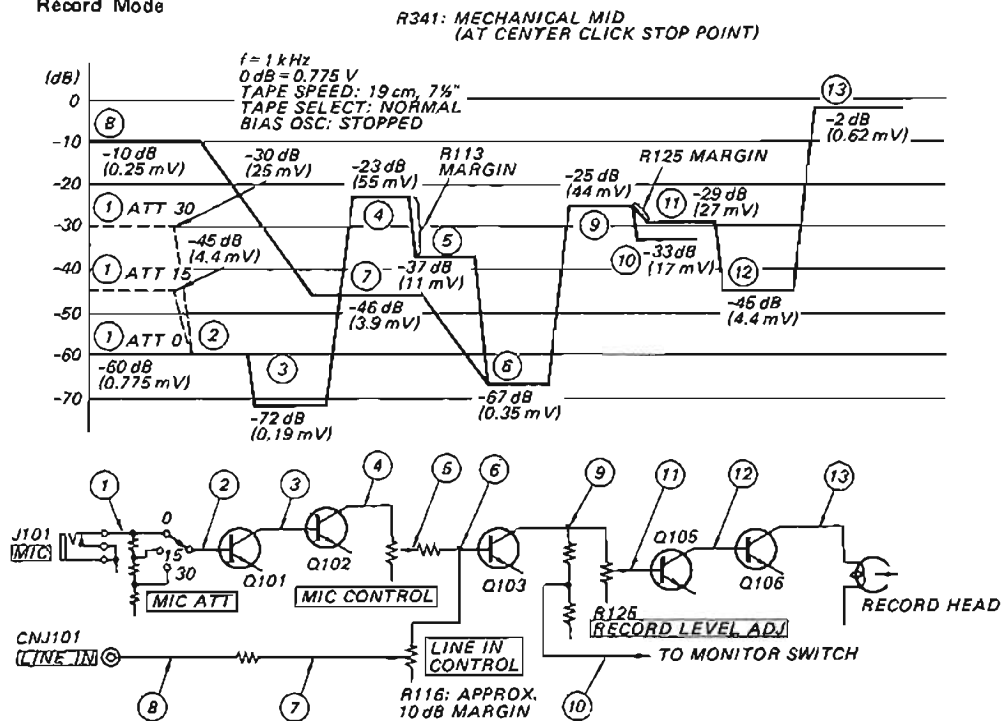 Record Mode
R341: MECHANICAL MID
(AT CENTER CLICK STOP POINT)
f = 1 kHz
0 dB = 0.775 V
TAPE SPEED: 19 cm, 7½"
TAPE SELECT: NORMAL
BIAS OSC: STOPPED
(dB)
0
-10
-20
-30
-40
-50
-60
-70
8
-10 dB
(0.25 mV)
-30 dB
(25 mV)
1 ATT 30
-45 dB
(4.4 mV)
1 ATT 15
1 ATT 0
2
-60 dB
(0.775 mV)
3
-72 dB
(0.19 mV)
-23 dB
(55 mV)
4
R113
MARGIN
5
-37 dB
(11 mV)
7
-46 dB
(3.9 mV)
6
-67 dB
(0.35 mV)
-25 dB
(44 mV)
9
R125 MARGIN
11
-29 dB
(27 mV)
10
-33 dB
(17 mV)
12
-45 dB
(4.4 mV)
13
-2 dB
(0.62 mV)
1
2
3
4
5
6
9
11
12
13
J101
MIC
0
15
30
MIC ATT
Q101
Q102
MIC CONTROL
Q103
Q105
Q106
R125
RECORD LEVEL ADJ
RECORD HEAD
CNJ101
LINE IN
LINE IN
CONTROL
TO MONITOR SWITCH
R116: APPROX.
10 dB MARGIN
8
7
10